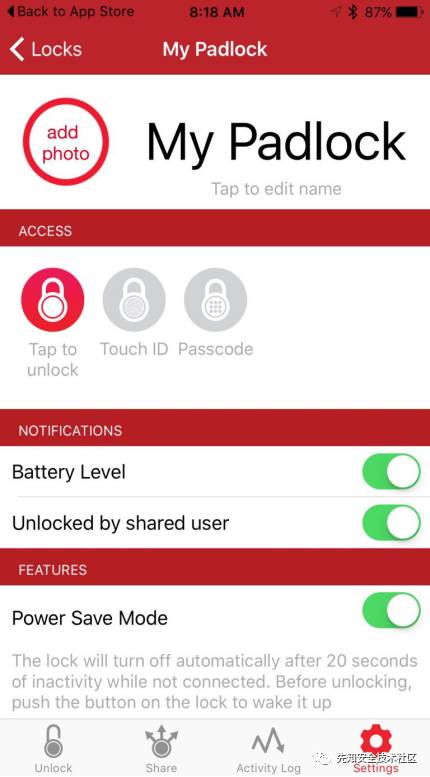 Back to App Store
8:18 AM
87%
Locks
My Padlock
add
photo
My Padlock
Tap to edit name
ACCESS
Tap to
unlock
Touch ID
Passcode
NOTIFICATIONS
Battery Level
Unlocked by shared user
FEATURES
Power Save Mode
The lock will turn off automatically after 20 seconds
of inactivity while not connected. Before unlocking,
push the button on the lock to wake it up
Unlock
Share
Activity Log
Settings
先知安全技术社区